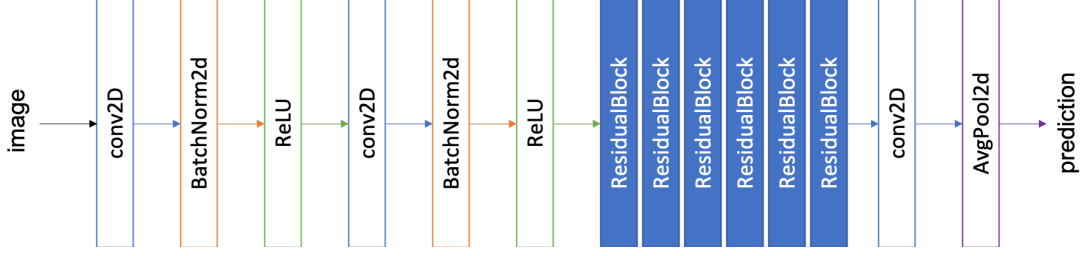 image
conv2D
BatchNorm2d
ReLU
conv2D
BatchNorm2d
ReLU
ResidualBlock
ResidualBlock
ResidualBlock
ResidualBlock
ResidualBlock
ResidualBlock
conv2D
AvgPool2d
prediction